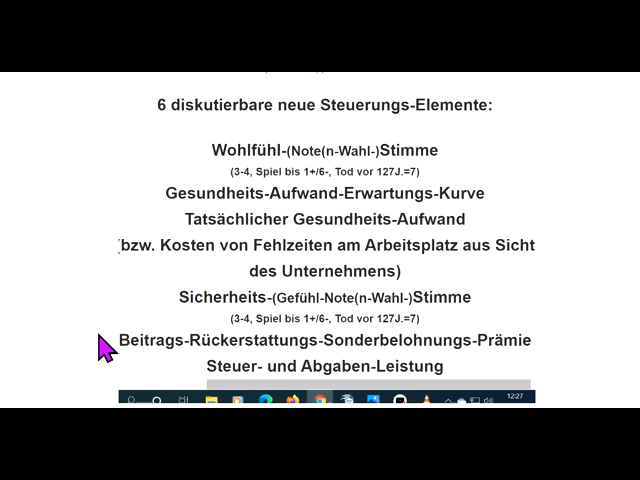 6 diskutierbare neue Steuerungs-Elemente:
Wohlfühl-(Note(n-Wahl-)Stimme
(3-4, Spiel bis 1+/6-, Tod vor 127J.=7)
Gesundheits-Aufwand-Erwartungs-Kurve
Tatsächlicher Gesundheits-Aufwand
(bzw. Kosten von Fehlzeiten am Arbeitsplatz aus Sicht
des Unternehmens)
Sicherheits-(Gefühl-Note(n-Wahl-)Stimme
(3-4, Spiel bis 1+/6-, Tod vor 127J.=7)
Beitrags-Rückerstattungs-Sonderbelohnungs-Prämie
Steuer- und Abgaben-Leistung
12:27